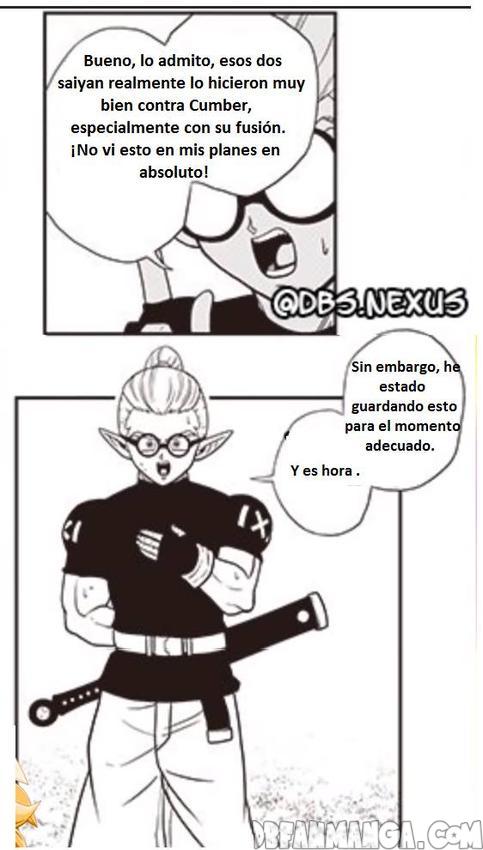 Bueno, lo admito, esos dos
saiyan realmente lo hicieron muy
bien contra Cumber,
especialmente con su fusión.
¡No vi esto en mis planes en
absoluto!
@DBS.NEXUS
Sin embargo, he
estado
guardando esto
para el momento
adecuado.
Y es hora .
IX
DBFANMANGA.COM